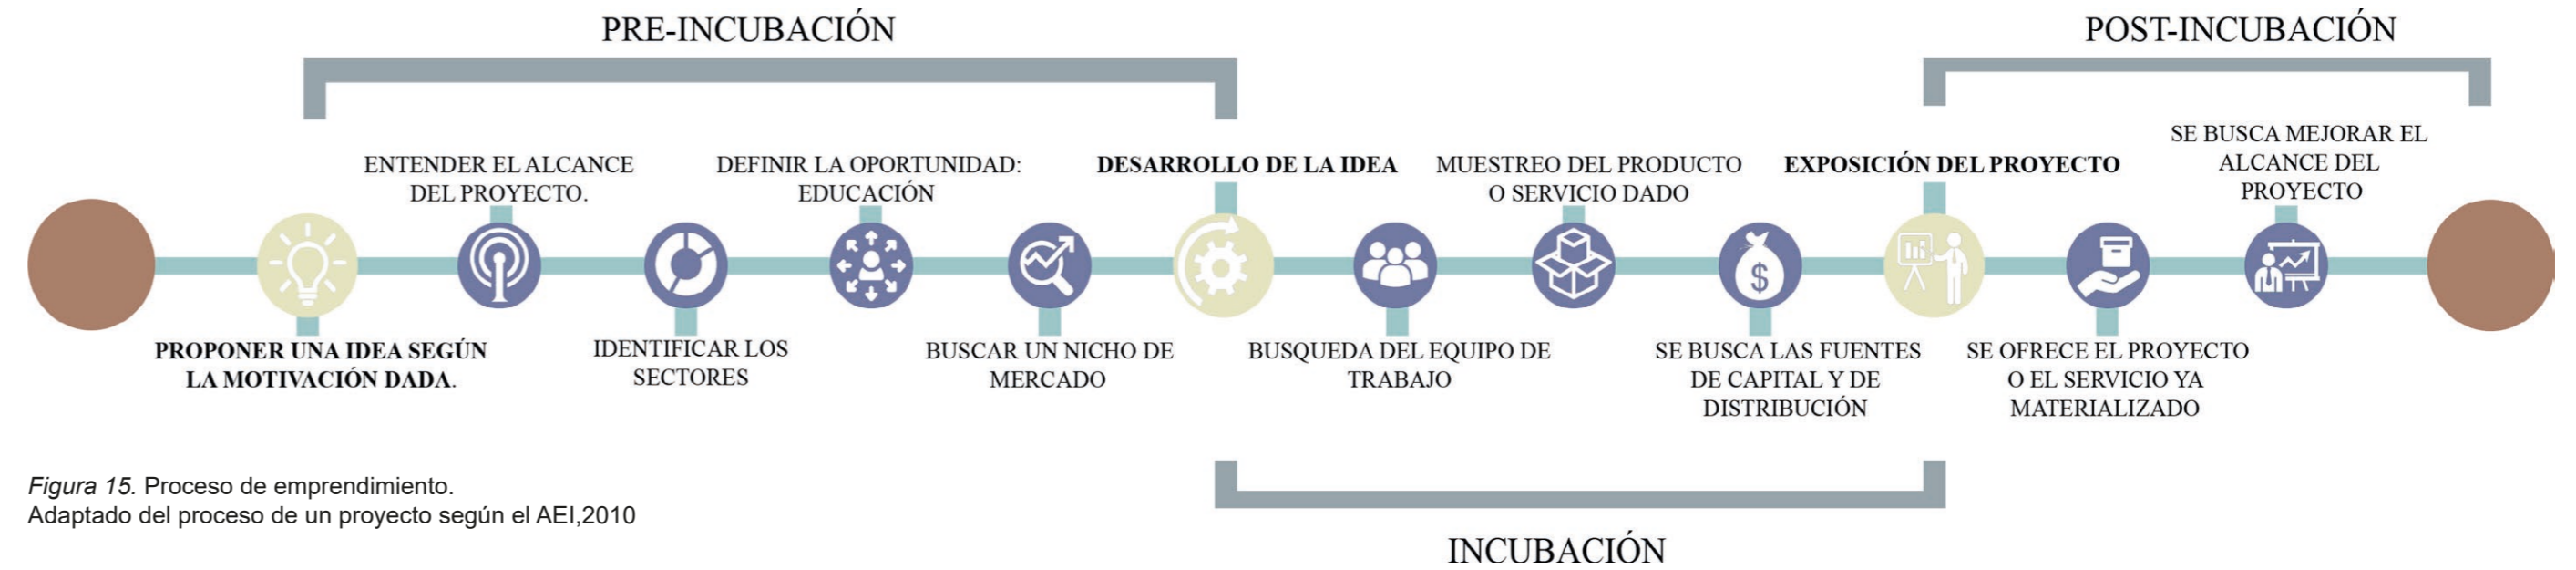 PRE-INCUBACIÓN
POST-INCUBACIÓN
PROPONER UNA IDEA SEGÚN
LA MOTIVACIÓN DADA.
ENTENDER EL ALCANCE
DEL PROYECTO.
IDENTIFICAR LOS
SECTORES
DEFINIR LA OPORTUNIDAD:
EDUCACIÓN
BUSCAR UN NICHO DE
MERCADO
DESARROLLO DE LA IDEA
BUSQUEDA DEL EQUIPO DE
TRABAJO
MUESTREO DEL PRODUCTO
O SERVICIO DADO
$
SE BUSCA LAS FUENTES
DE CAPITAL Y DE
DISTRIBUCIÓN
EXPOSICIÓN DEL PROYECTO
SE OFRECE EL PROYECTO
O EL SERVICIO YA
MATERIALIZADO
SE BUSCA MEJORAR EL
ALCANCE DEL
PROYECTO
INCUBACIÓN
Figura 15. Proceso de emprendimiento.
Adaptado del proceso de un proyecto según el AEI,2010